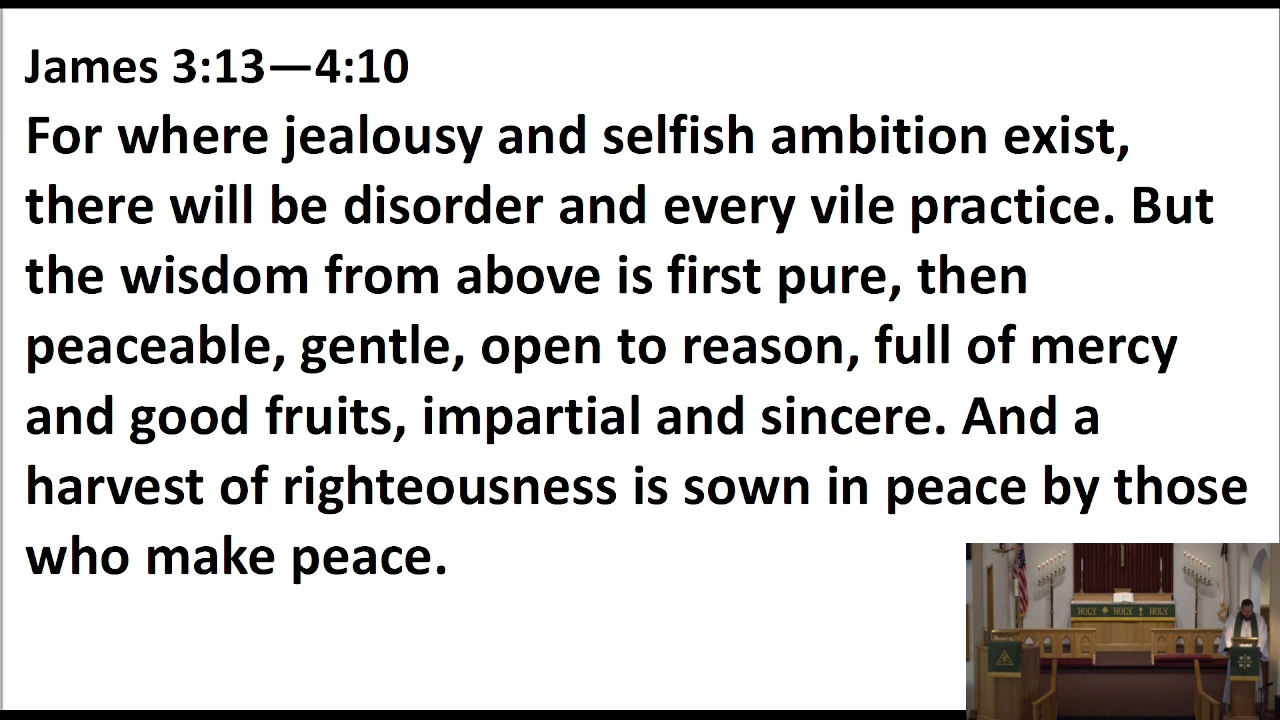 James 3:13—4:10
For where jealousy and selfish ambition exist,
there will be disorder and every vile practice. But
the wisdom from above is first pure, then
peaceable, gentle, open to reason, full of mercy
and good fruits, impartial and sincere. And a
harvest of righteousness is sown in peace by those
who make peace.
HOLY HOLY HOLY